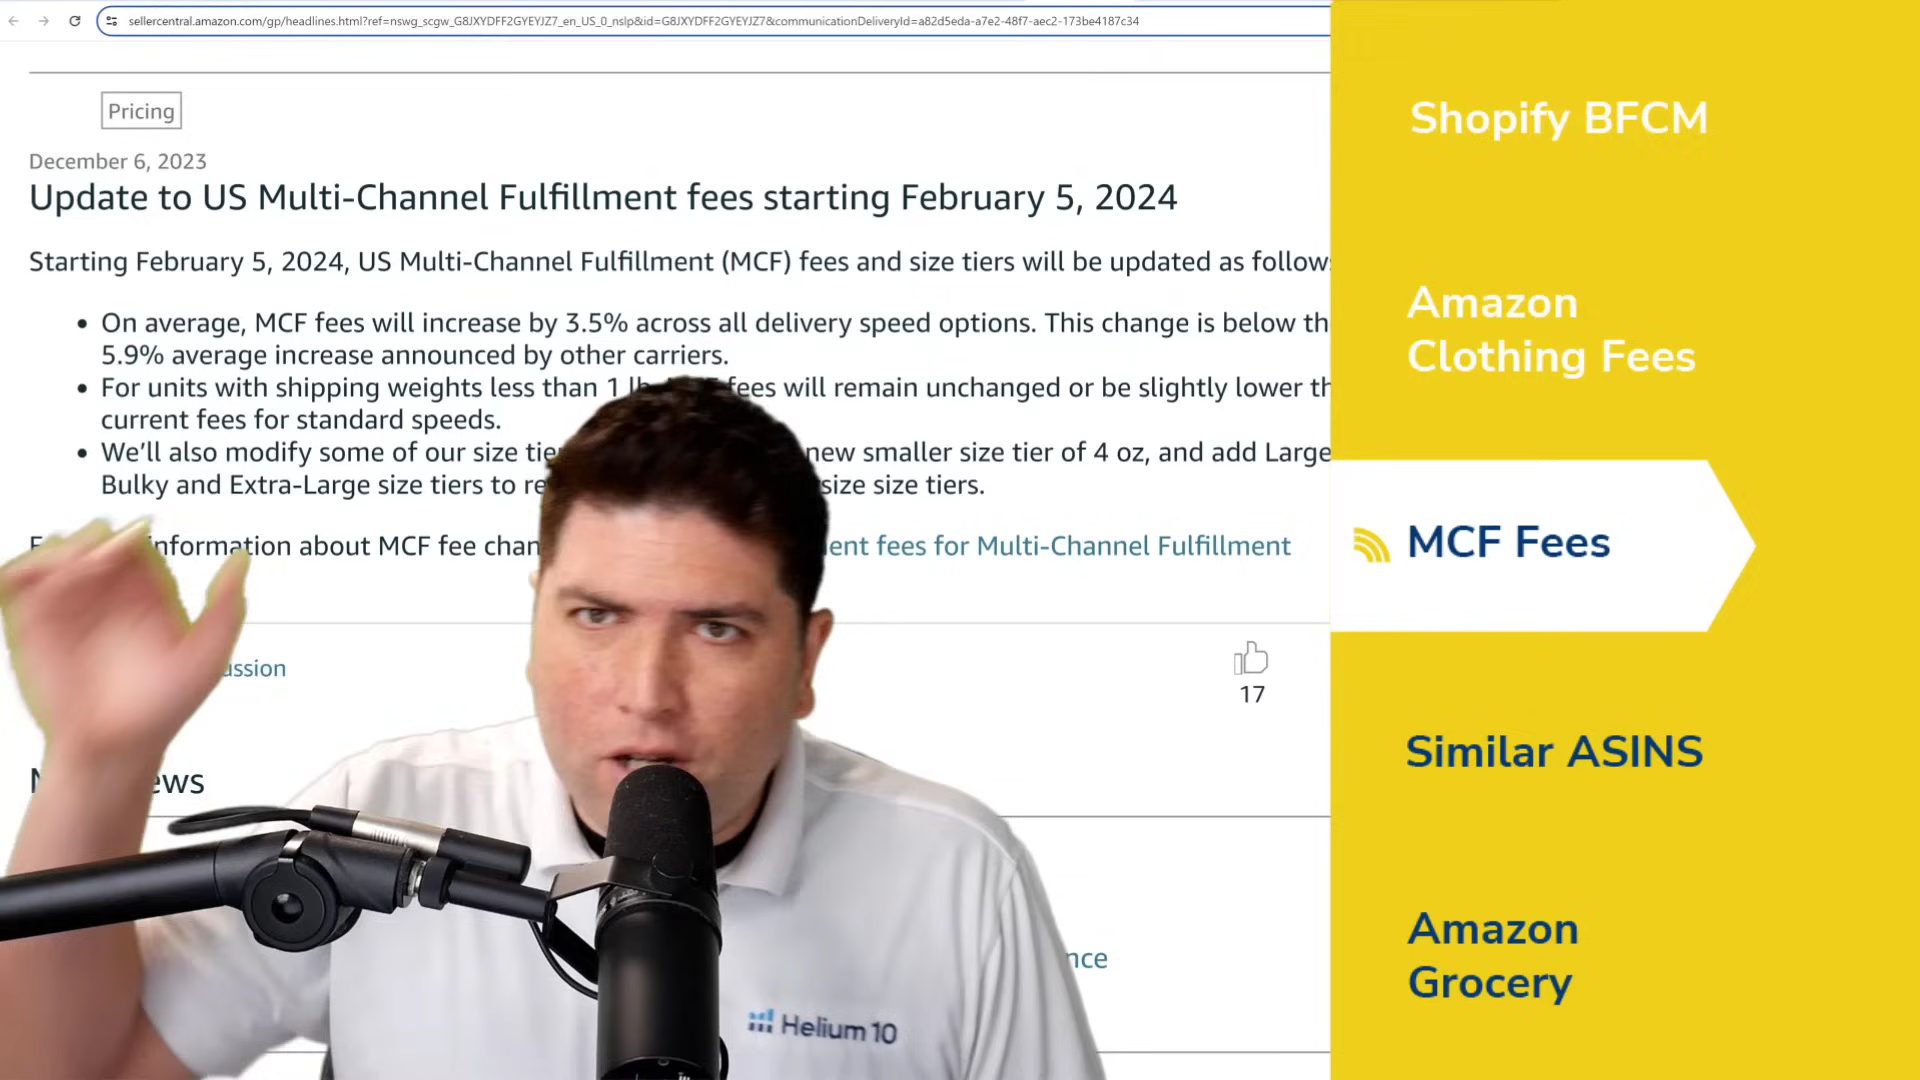 sellercentral.amazon.com/gp/headlines.html?ref=nswg_scgw_G8JXYDFF2GYEYJZ7_en_US_0_nslp&id=G8JXYDFF2GYEYJZ7&communicationDeliveryId=a82d5eda-a7e2-48f7-aec2-173be4187c34
Pricing
December 6, 2023
Update to US Multi-Channel Fulfillment fees starting February 5, 2024
Starting February 5, 2024, US Multi-Channel Fulfillment (MCF) fees and size tiers will be updated as
• On average, MCF fees will increase by 3.5% across all delivery speed options. This change is below
5.9% average increase announced by other carriers.
• For units with shipping weights less than 1 fees will remain unchanged or be slightly lower
current fees for standard speeds.
• We'll also modify some of our size new smaller size tier of 4 oz, and add Large
Bulky and Extra-Large size tiers to size tiers.
information about MCF fee fees for Multi-Channel Fulfillment
17
Helium 10
Shopify BFCM
Amazon
Clothing Fees
MCF Fees
Similar ASINS
Amazon
Grocery